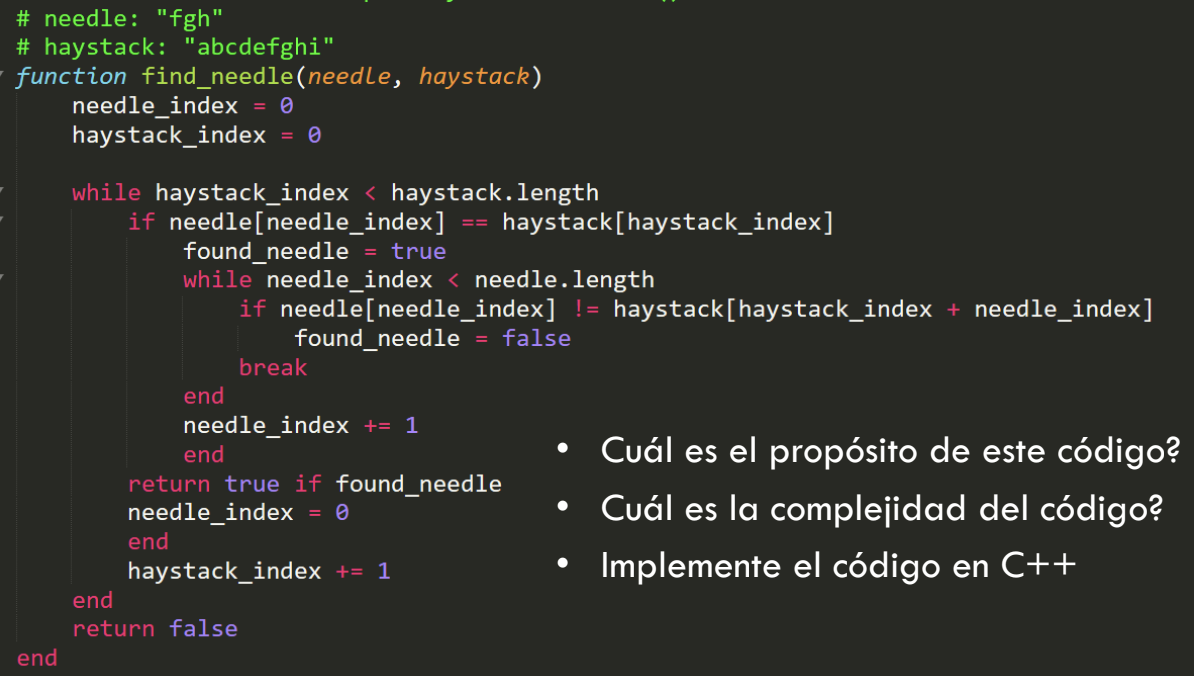 # needle: "fgh"
# haystack: "abcdefghi"
function find_needle(needle, haystack)
    needle_index = 0
    haystack_index = 0
    while haystack_index < haystack.length
        if needle[needle_index] == haystack[haystack_index]
            found_needle = true
            while needle_index < needle.length
                if needle[needle_index] != haystack[haystack_index + needle_index]
                    found_needle = false
                break
            end
            needle_index += 1
            end
        return true if found_needle
        needle_index = 0
        end
        haystack_index += 1
    end
    return false
end
• Cuál es el propósito de este código?
• Cuál es la complejidad del código?
• Implemente el código en C++